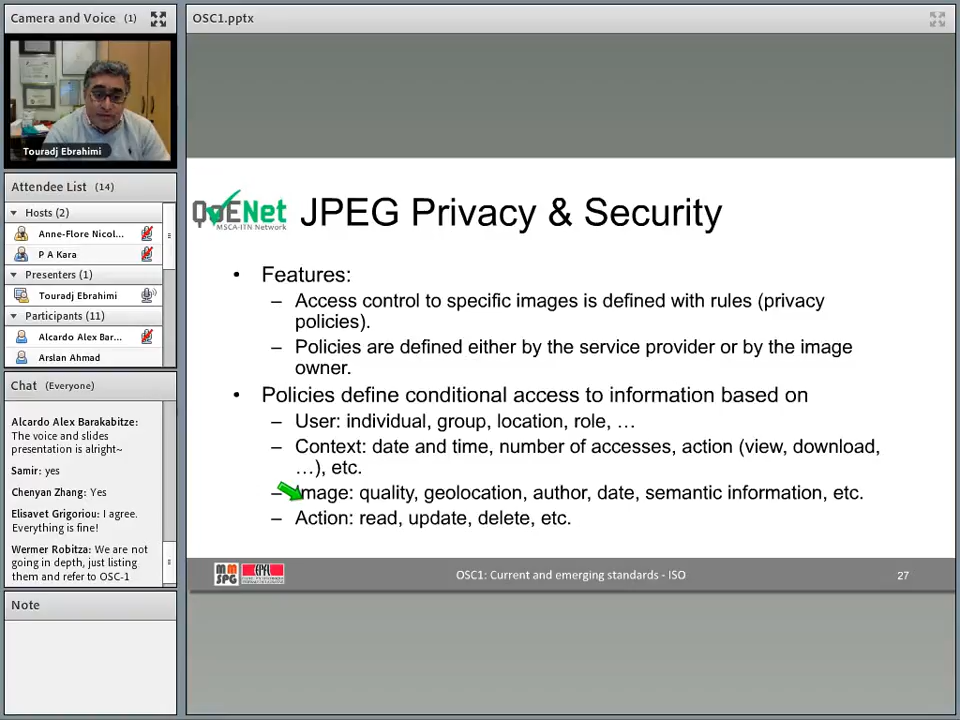 Camera and Voice (1)
Touradj Ebrahimi
Attendee List (14)
Hosts (2)
Anne-Flore Nicol...
P A Kara
Presenters (1)
Touradj Ebrahimi
Participants (11)
Alcardo Alex Bar...
Arslan Ahmad
Chat (Everyone)
Alcardo Alex Barakabitze:
The voice and slides
presentation is alright~
Samir: yes
Chenyan Zhang: Yes
Elisavet Grigoriou: I agree.
Everything is fine!
Wermer Robitza: We are not
going in depth, just listing
them and refer to OSC-1
Note
OSC1.pptx
QoENet
MSCA-ITN Network
JPEG Privacy & Security
• Features:
– Access control to specific images is defined with rules (privacy
policies).
– Policies are defined either by the service provider or by the image
owner.
• Policies define conditional access to information based on
– User: individual, group, location, role, …
– Context: date and time, number of accesses, action (view, download,
…), etc.
– Image: quality, geolocation, author, date, semantic information, etc.
– Action: read, update, delete, etc.
MMSPG
EPFL
OSC1: Current and emerging standards - ISO
27